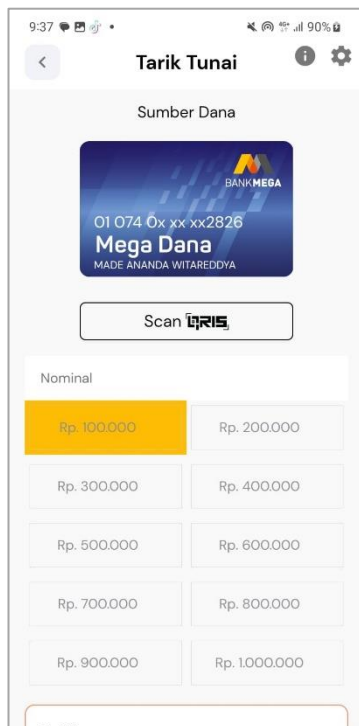 9:37
90%
Tarik Tunai
Sumber Dana
BANKMEGA
01 074 0x xx xx2826
Mega Dana
MADE ANANDA WITAREDDYA
Scan QRIS
Nominal
Rp. 100.000
Rp. 200.000
Rp. 300.000
Rp. 400.000
Rp. 500.000
Rp. 600.000
Rp. 700.000
Rp. 800.000
Rp. 900.000
Rp. 1.000.000